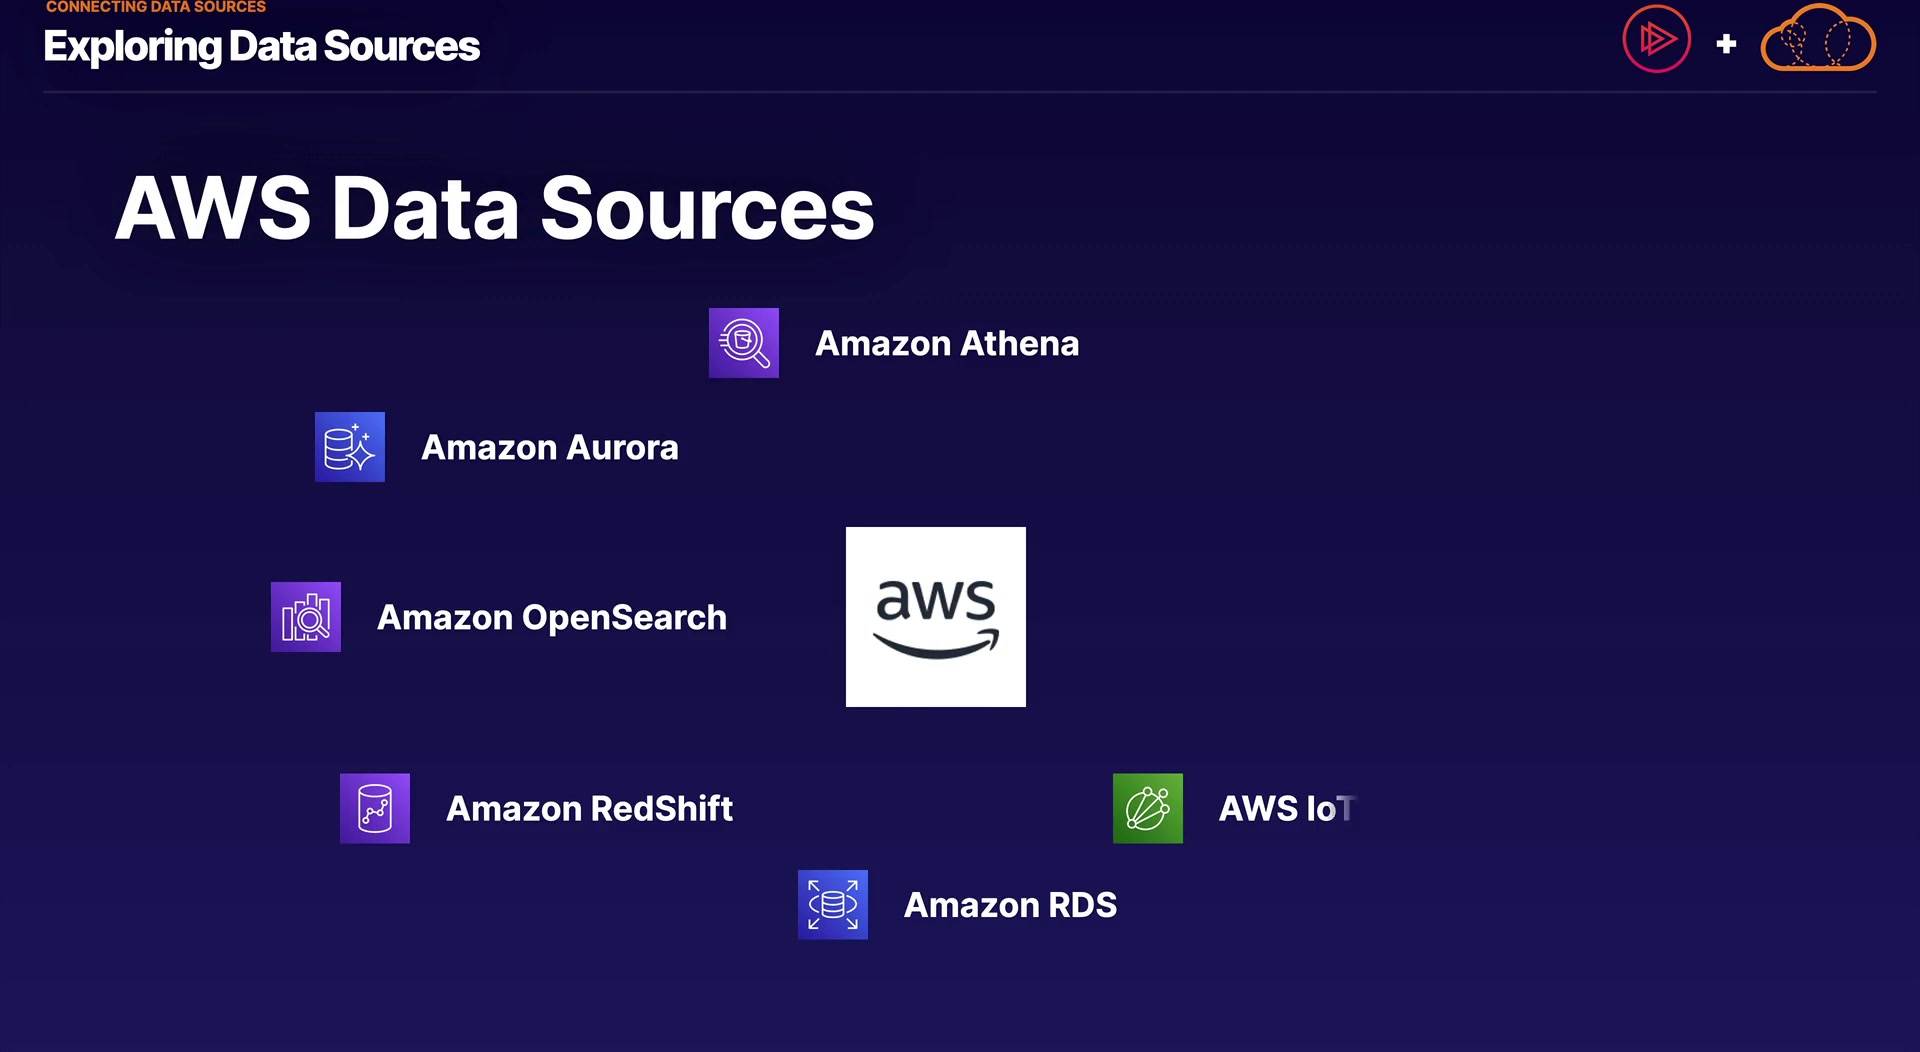 CONNECTING DATA SOURCES
Exploring Data Sources
AWS Data Sources
Amazon Athena
Amazon Aurora
Amazon OpenSearch
aws
Amazon RedShift
AWS IoT
Amazon RDS